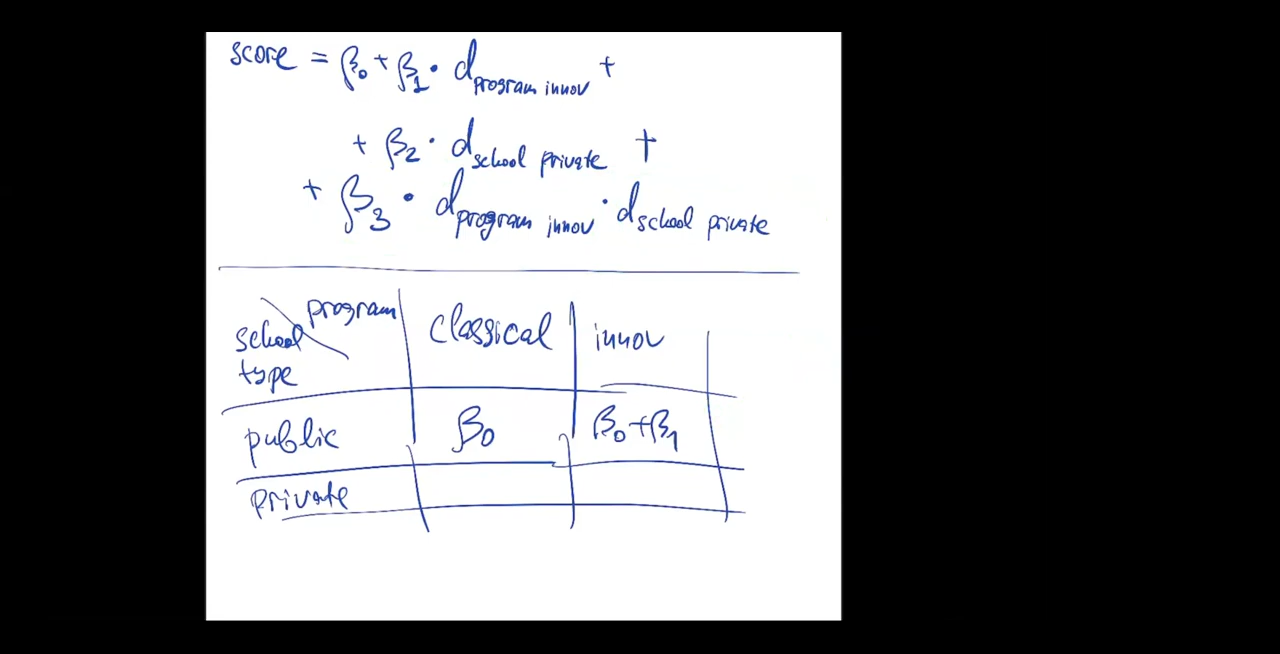 score = β₀ + β₁ · d program innov +
+ β₂ · d school private +
+ β₃ · d program innov · d school private
program
school type
classical
innov
public
β₀
β₀+β₁
private